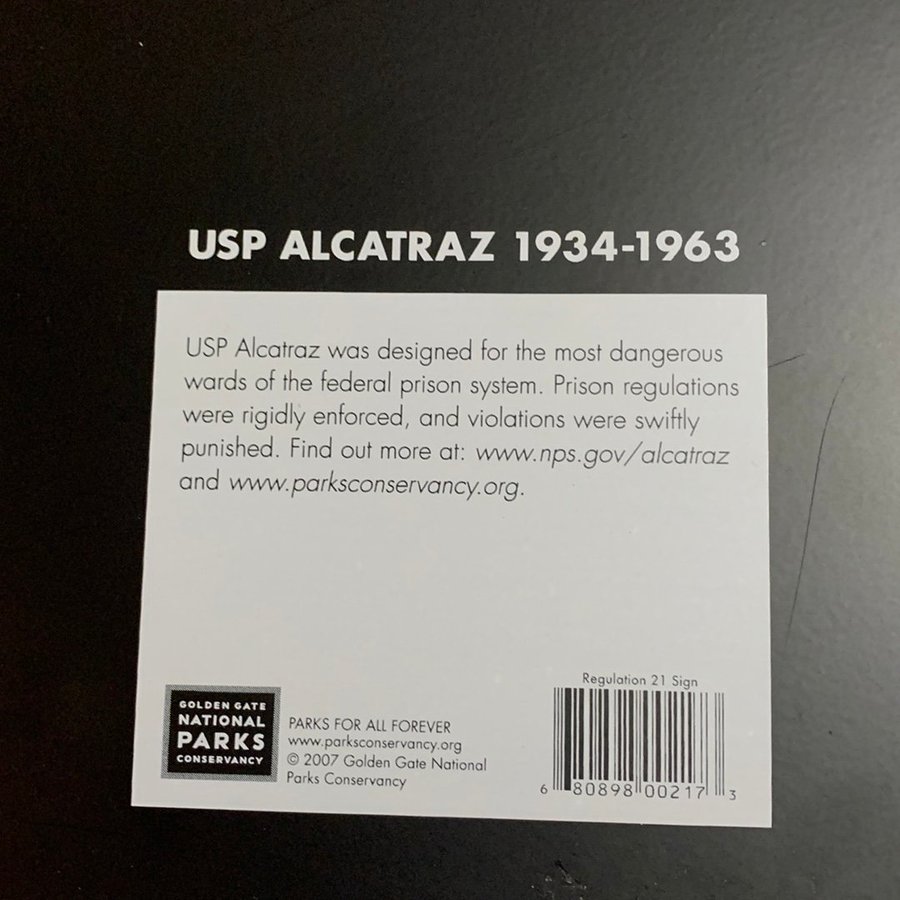 USP ALCATRAZ 1934-1963
USP Alcatraz was designed for the most dangerous
wards of the federal prison system. Prison regulations
were rigidly enforced, and violations were swiftly
punished. Find out more at: www.nps.gov/alcatraz
and www.parksconservancy.org.
GOLDEN GATE
NATIONAL
PARKS
CONSERVANCY
PARKS FOR ALL FOREVER
www.parksconservancy.org
© 2007 Golden Gate National
Parks Conservancy
Regulation 21 Sign
6 80898 00217 3